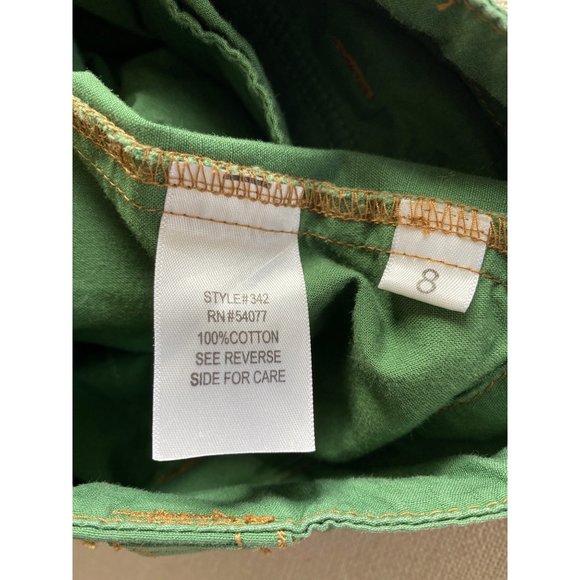 STYLE#342
RN#54077
100%COTTON
SEE REVERSE
SIDE FOR CARE
8